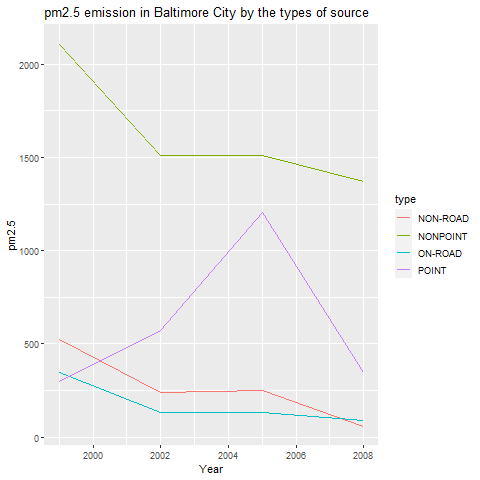 pm2.5 emission in Baltimore City by the types of source
2000
1500
1000
500
0
pm2.5
2000 2002 2004 2006 2008
Year
type
NON-ROAD
NONPOINT
ON-ROAD
POINT